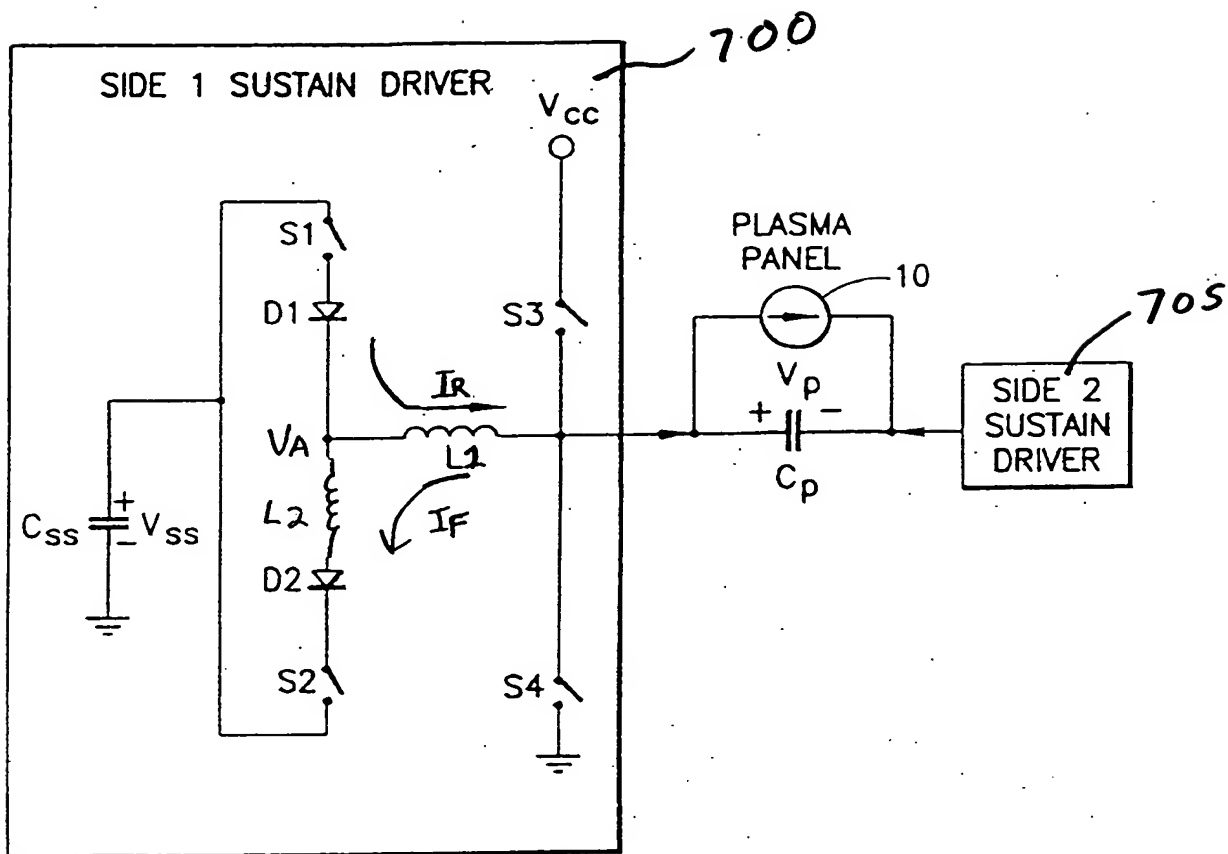 700
SIDE 1 SUSTAIN DRIVER
VCC
S1
D1
S3
PLASMA
PANEL
10
705
IR
VP
SIDE 2
SUSTAIN
DRIVER
+ -
VA
L1
CP
L2
IF
CSS
+
-
VSS
D2
S2
S4